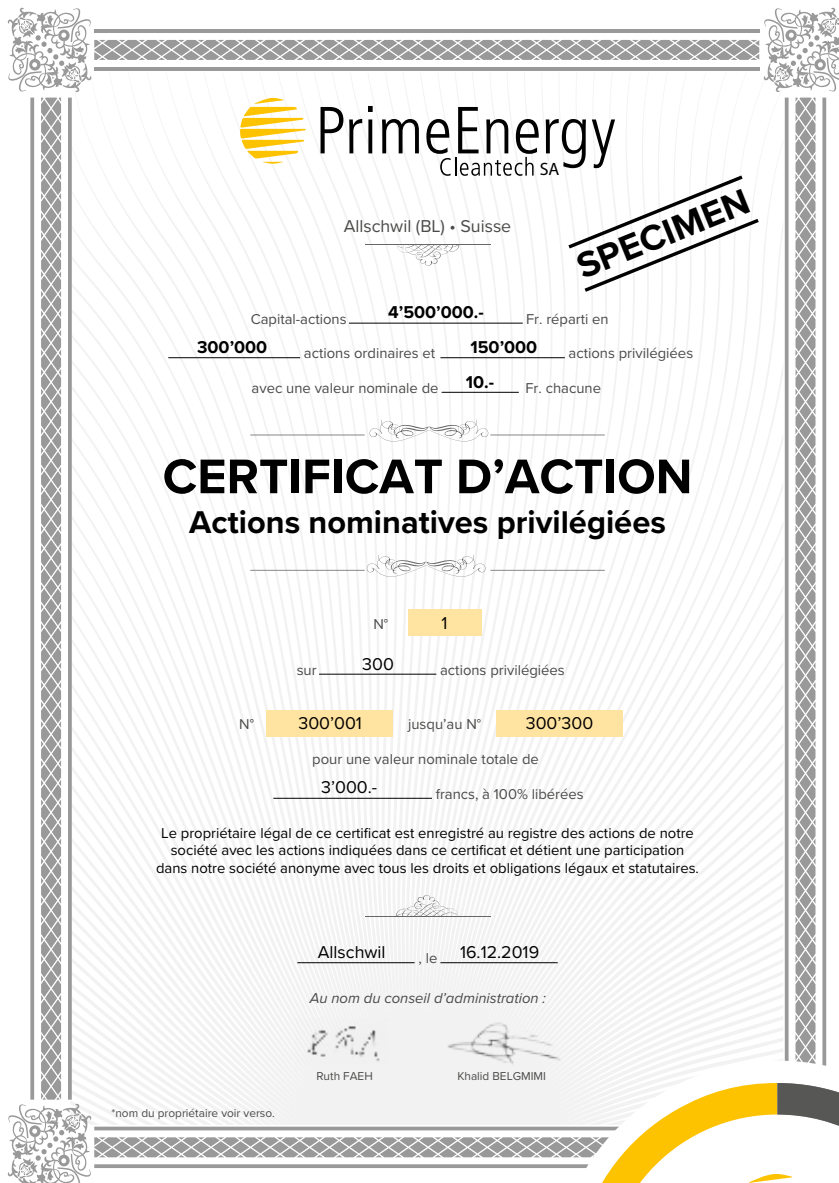 PrimeEnergy
Cleantech SA
Allschwil (BL) • Suisse
SPECIMEN
Capital-actions 4’500’000.- Fr. réparti en
300’000 actions ordinaires et 150’000 actions privilégiées
avec une valeur nominale de 10.- Fr. chacune
CERTIFICAT D’ACTION
Actions nominatives privilégiées
N° 1
sur 300 actions privilégiées
N° 300’001 jusqu’au N° 300’300
pour une valeur nominale totale de
3’000.- francs, à 100% libérées
Le propriétaire légal de ce certificat est enregistré au registre des actions de notre
société avec les actions indiquées dans ce certificat et détient une participation
dans notre société anonyme avec tous les droits et obligations légaux et statutaires.
Allschwil , le 16.12.2019
Au nom du conseil d’administration :
Ruth FAEH Khalid BELGMIMI
*nom du propriétaire voir verso.